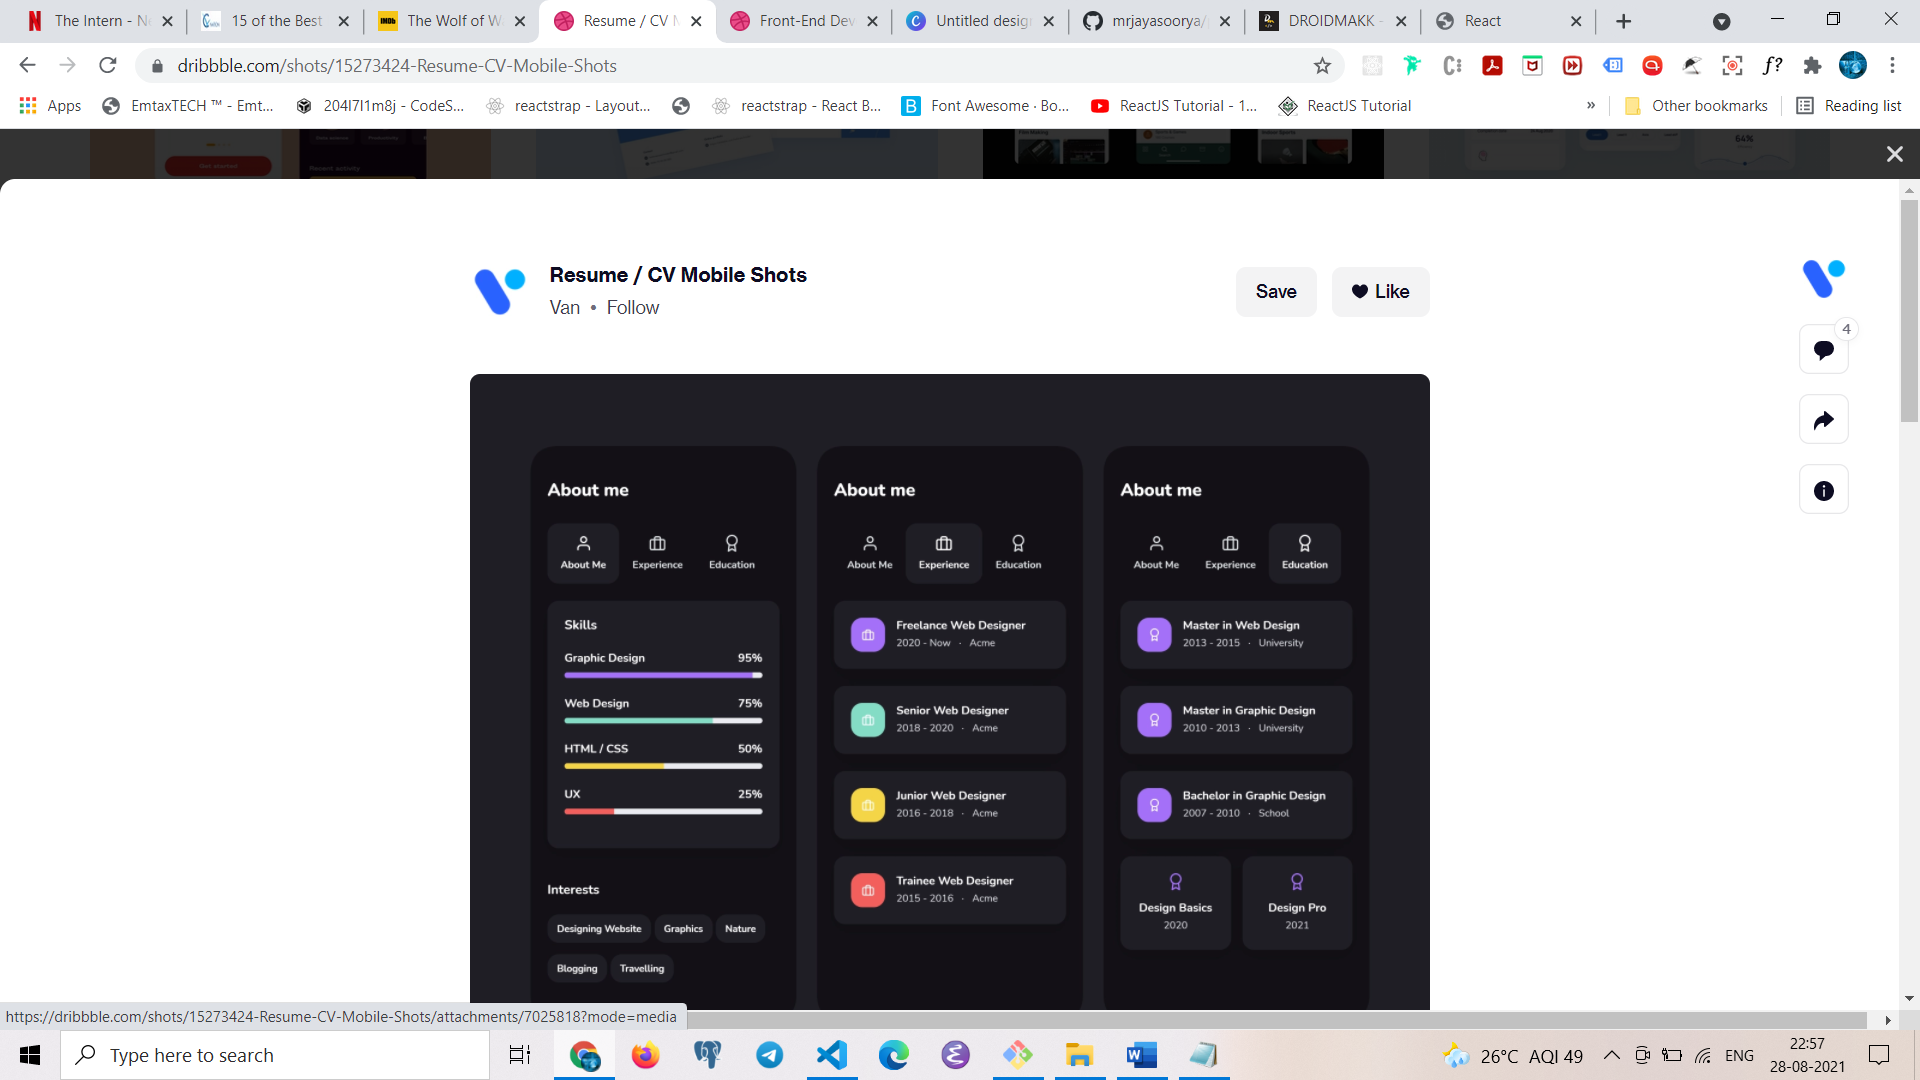 The Intern - Ne
15 of the Best
The Wolf of W
Resume / CV M
Front-End Dev
Untitled design
mrjayasoorya/p
DROIDMAKK -
React
dribbble.com/shots/15273424-Resume-CV-Mobile-Shots
Apps
EmtaxTECH ™ - Emt...
204l7l1m8j - CodeS...
reactstrap - Layout...
reactstrap - React B...
Font Awesome · Bo...
ReactJS Tutorial - 1...
ReactJS Tutorial
»
Other bookmarks
Reading list
Get started
Recent activity
64%
Resume / CV Mobile Shots
Van • Follow
Save
Like
4
About me
About Me
Experience
Education
Skills
Graphic Design 95%
Web Design 75%
HTML / CSS 50%
UX 25%
Interests
Designing Website
Graphics
Nature
Blogging
Travelling
About me
About Me
Experience
Education
Freelance Web Designer
2020 - Now · Acme
Senior Web Designer
2018 - 2020 · Acme
Junior Web Designer
2016 - 2018 · Acme
Trainee Web Designer
2015 - 2016 · Acme
About me
About Me
Experience
Education
Master in Web Design
2013 - 2015 · University
Master in Graphic Design
2010 - 2013 · University
Bachelor in Graphic Design
2007 - 2010 · School
Design Basics
2020
Design Pro
2021
https://dribbble.com/shots/15273424-Resume-CV-Mobile-Shots/attachments/7025818?mode=media
Type here to search
26°C AQI 49
ENG
22:57
28-08-2021